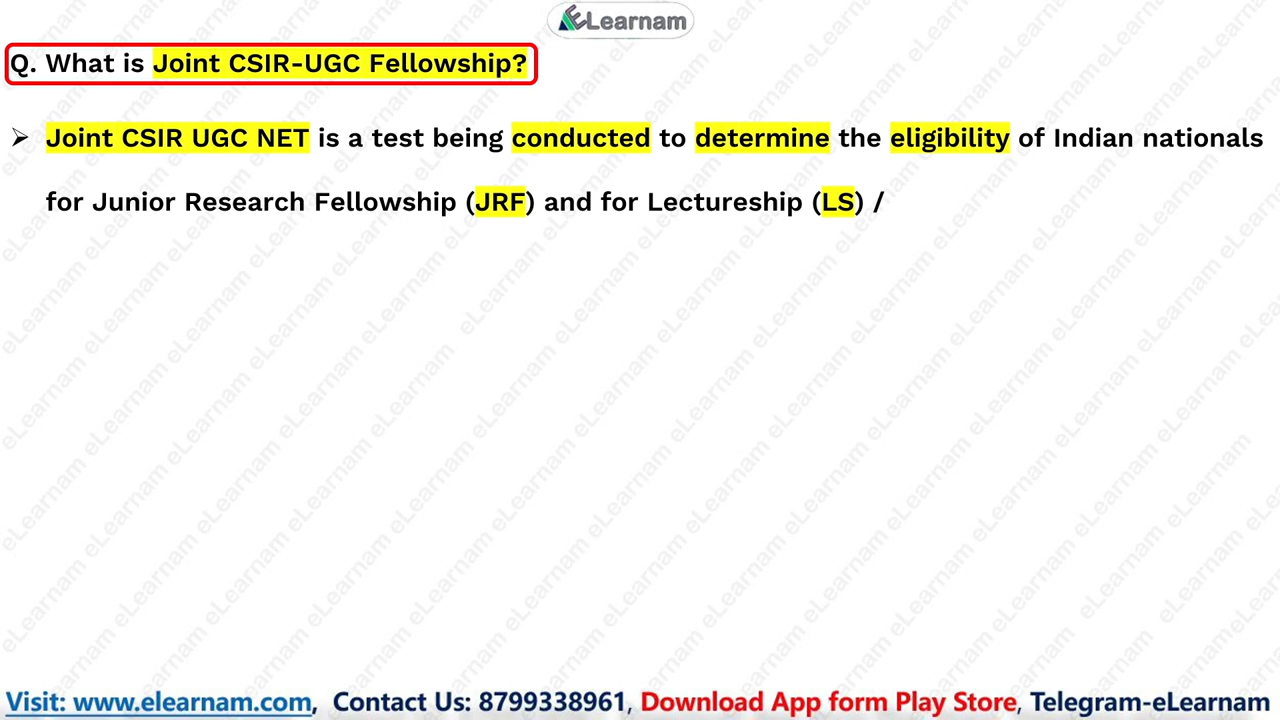 ELearnam
Q. What is Joint CSIR-UGC Fellowship?
➢ Joint CSIR UGC NET is a test being conducted to determine the eligibility of Indian nationals
for Junior Research Fellowship (JRF) and for Lectureship (LS) /
Visit: www.elearnam.com, Contact Us: 8799338961, Download App form Play Store, Telegram-eLearnam